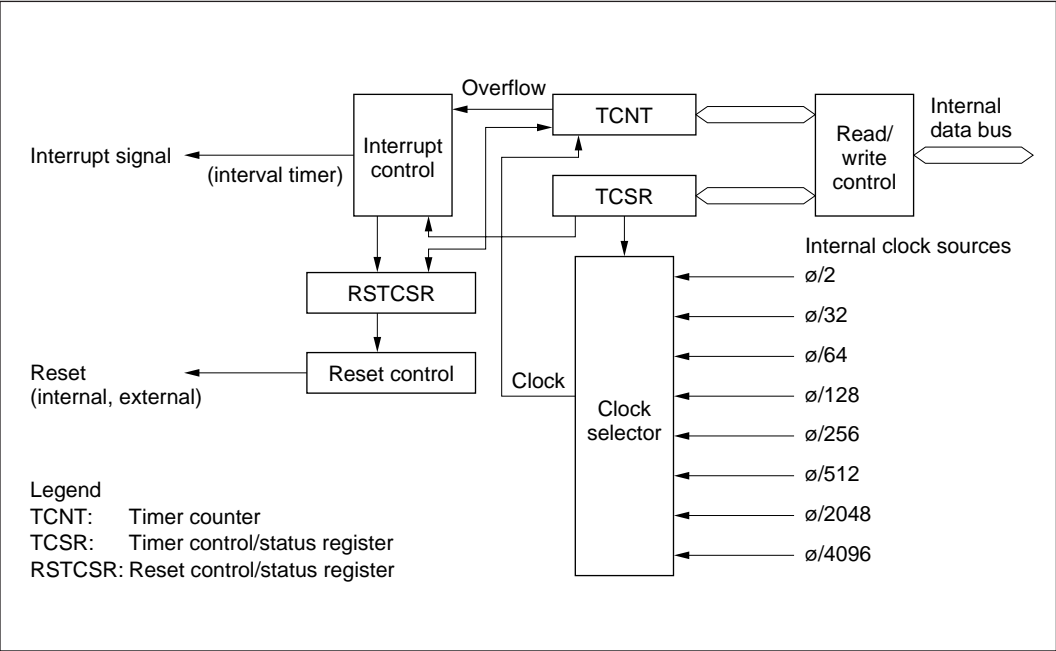 Overflow
TCNT
Interrupt
control
Read/
write
control
Internal
data bus
Interrupt signal
(interval timer)
TCSR
Internal clock sources
RSTCSR
ø/2
ø/32
ø/64
ø/128
ø/256
ø/512
ø/2048
ø/4096
Reset control
Reset
(internal, external)
Clock
Clock
selector
Legend
TCNT: Timer counter
TCSR: Timer control/status register
RSTCSR: Reset control/status register